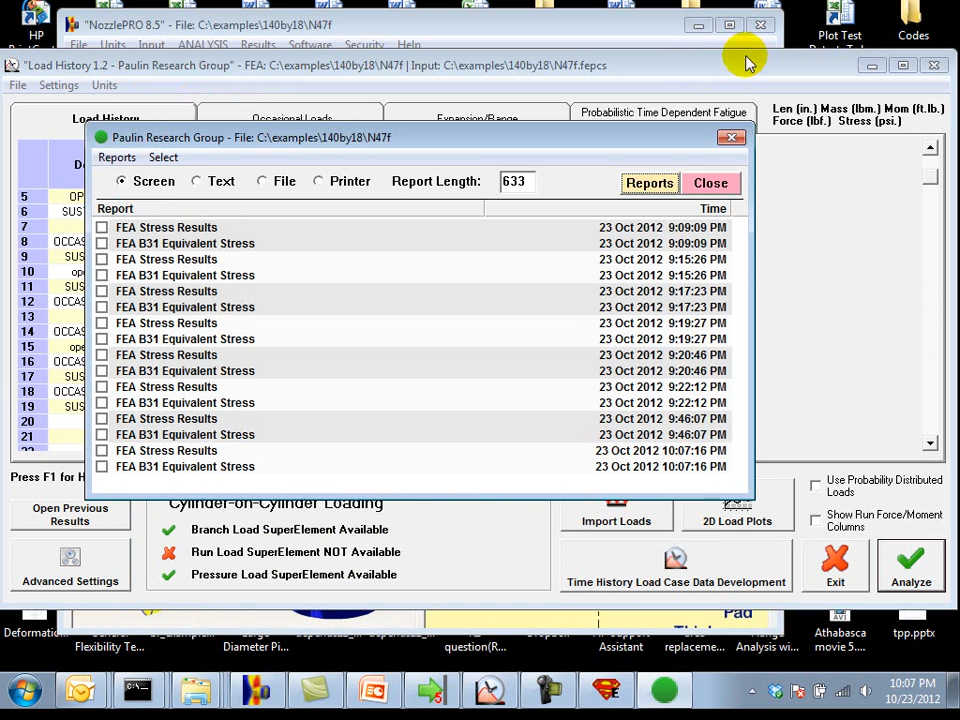 HP
"NozzlePRO 8.5" - File: C:\examples\140by18\N47f
Plot Test
Codes
File Units Input ANALYSIS Results Software Security Help
"Load History 1.2 - Paulin Research Group" - FEA: C:\examples\140by18\N47f | Input: C:\examples\140by18\N47f.fepcs
File Settings Units
Load History
Occasional Loads
Expansion/Range
Probabilistic Time Dependent Fatigue
Len (in.) Mass (lbm.) Mom (ft.lb.)
Force (lbf.) Stress (psi.)
Paulin Research Group - File: C:\examples\140by18\N47f
Reports Select
Screen Text File Printer Report Length: 633 Reports Close
Report Time
FEA Stress Results 23 Oct 2012 9:09:09 PM
FEA B31 Equivalent Stress 23 Oct 2012 9:09:09 PM
FEA Stress Results 23 Oct 2012 9:15:26 PM
FEA B31 Equivalent Stress 23 Oct 2012 9:15:26 PM
FEA Stress Results 23 Oct 2012 9:17:23 PM
FEA B31 Equivalent Stress 23 Oct 2012 9:17:23 PM
FEA Stress Results 23 Oct 2012 9:19:27 PM
FEA B31 Equivalent Stress 23 Oct 2012 9:19:27 PM
FEA Stress Results 23 Oct 2012 9:20:46 PM
FEA B31 Equivalent Stress 23 Oct 2012 9:20:46 PM
FEA Stress Results 23 Oct 2012 9:22:12 PM
FEA B31 Equivalent Stress 23 Oct 2012 9:22:12 PM
FEA Stress Results 23 Oct 2012 9:46:07 PM
FEA B31 Equivalent Stress 23 Oct 2012 9:46:07 PM
FEA Stress Results 23 Oct 2012 10:07:16 PM
FEA B31 Equivalent Stress 23 Oct 2012 10:07:16 PM
5 OP
6 SUST
7
8 OCCAS
9 SUS
10 ope
11 SUS
12 OCCAS
13
14 OCCAS
15 ope
16 OCCAS
17 SUS
18 OCCAS
19 SUS
20
21
Press F1 for H
Open Previous
Results
Advanced Settings
Cylinder-on-Cylinder Loading
Branch Load SuperElement Available
Run Load SuperElement NOT Available
Pressure Load SuperElement Available
Import Loads
2D Load Plots
Time History Load Case Data Development
Use Probability Distributed
Loads
Show Run Force/Moment
Columns
Exit
Analyze
Pad
Flexibility Te...
Diameter Pi...
question(R...
Assistant
replaceme...
Analysis wi...
Athabasca
movie 5....
tpp.pptx
10:07 PM
10/23/2012